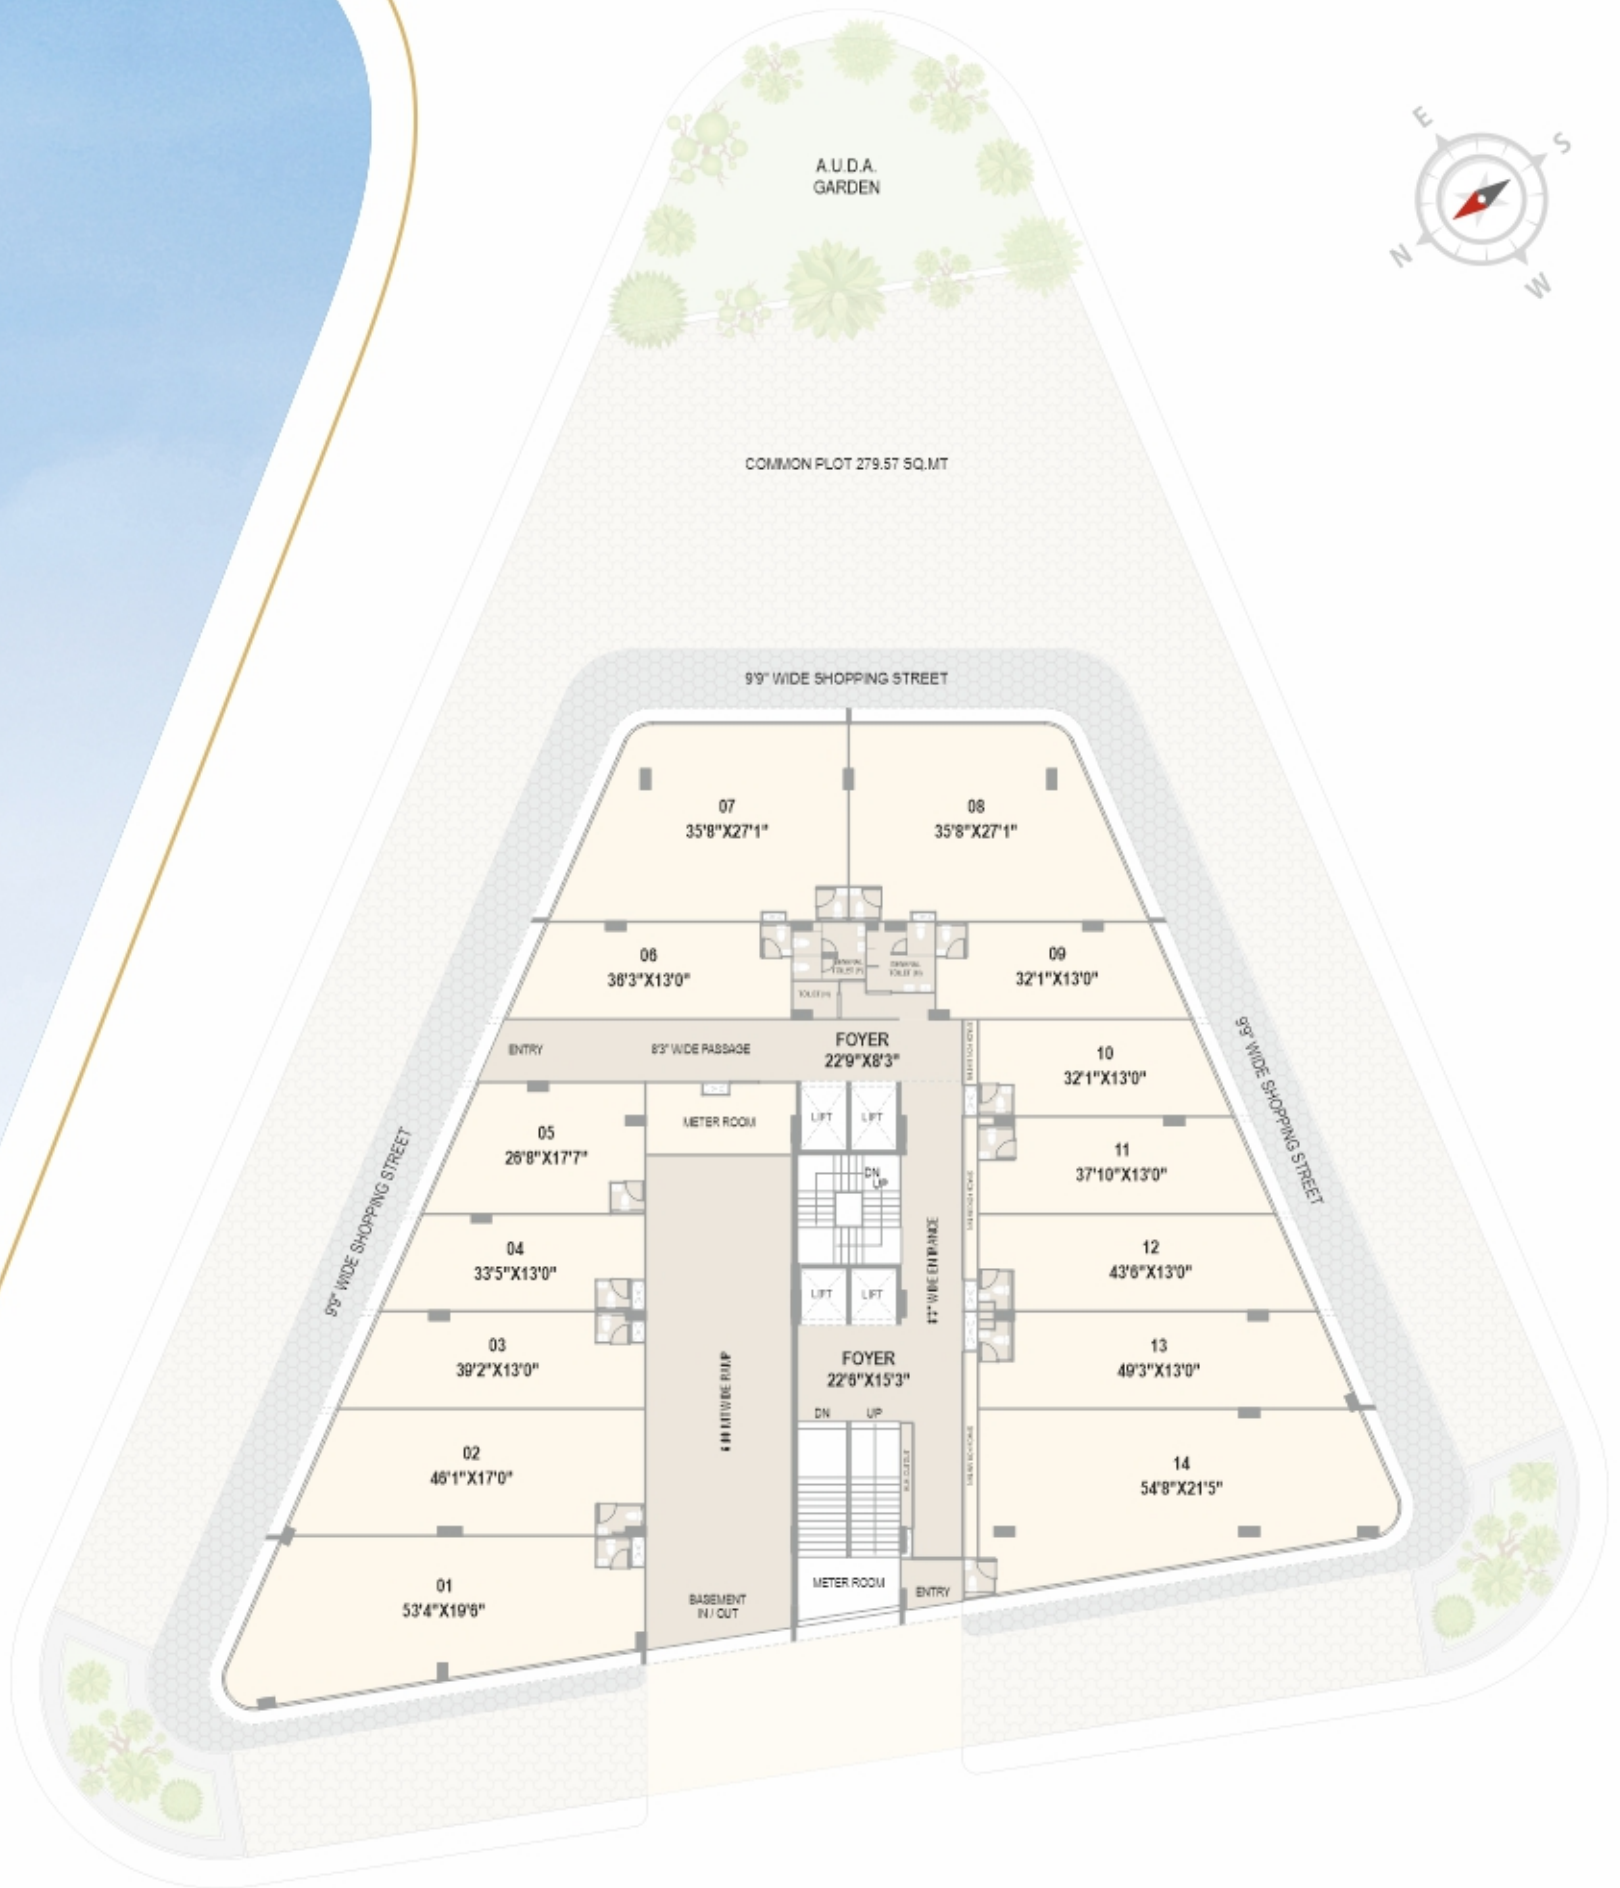 E
S
N
W
A.U.D.A.
GARDEN
COMMON PLOT 279.57 SQ.MT
9'9" WIDE SHOPPING STREET
07
35'8"X27'1"
08
35'8"X27'1"
06
36'3"X13'0"
09
32'1"X13'0"
ENTRY
8'3" WIDE PASSAGE
FOYER
22'9"X8'3"
10
32'1"X13'0"
9'9" WIDE SHOPPING STREET
METER ROOM
LIFT
LIFT
05
26'8"X17'7"
11
37'10"X13'0"
DN
UP
9'9" WIDE SHOPPING STREET
04
33'5"X13'0"
12
43'6"X13'0"
WIDE ENTRANCE
LIFT
LIFT
03
39'2"X13'0"
13
49'3"X13'0"
FOYER
22'6"X15'3"
DN
UP
02
46'1"X17'0"
14
54'8"X21'5"
01
53'4"X19'6"
BASEMENT
IN / OUT
METER ROOM
ENTRY